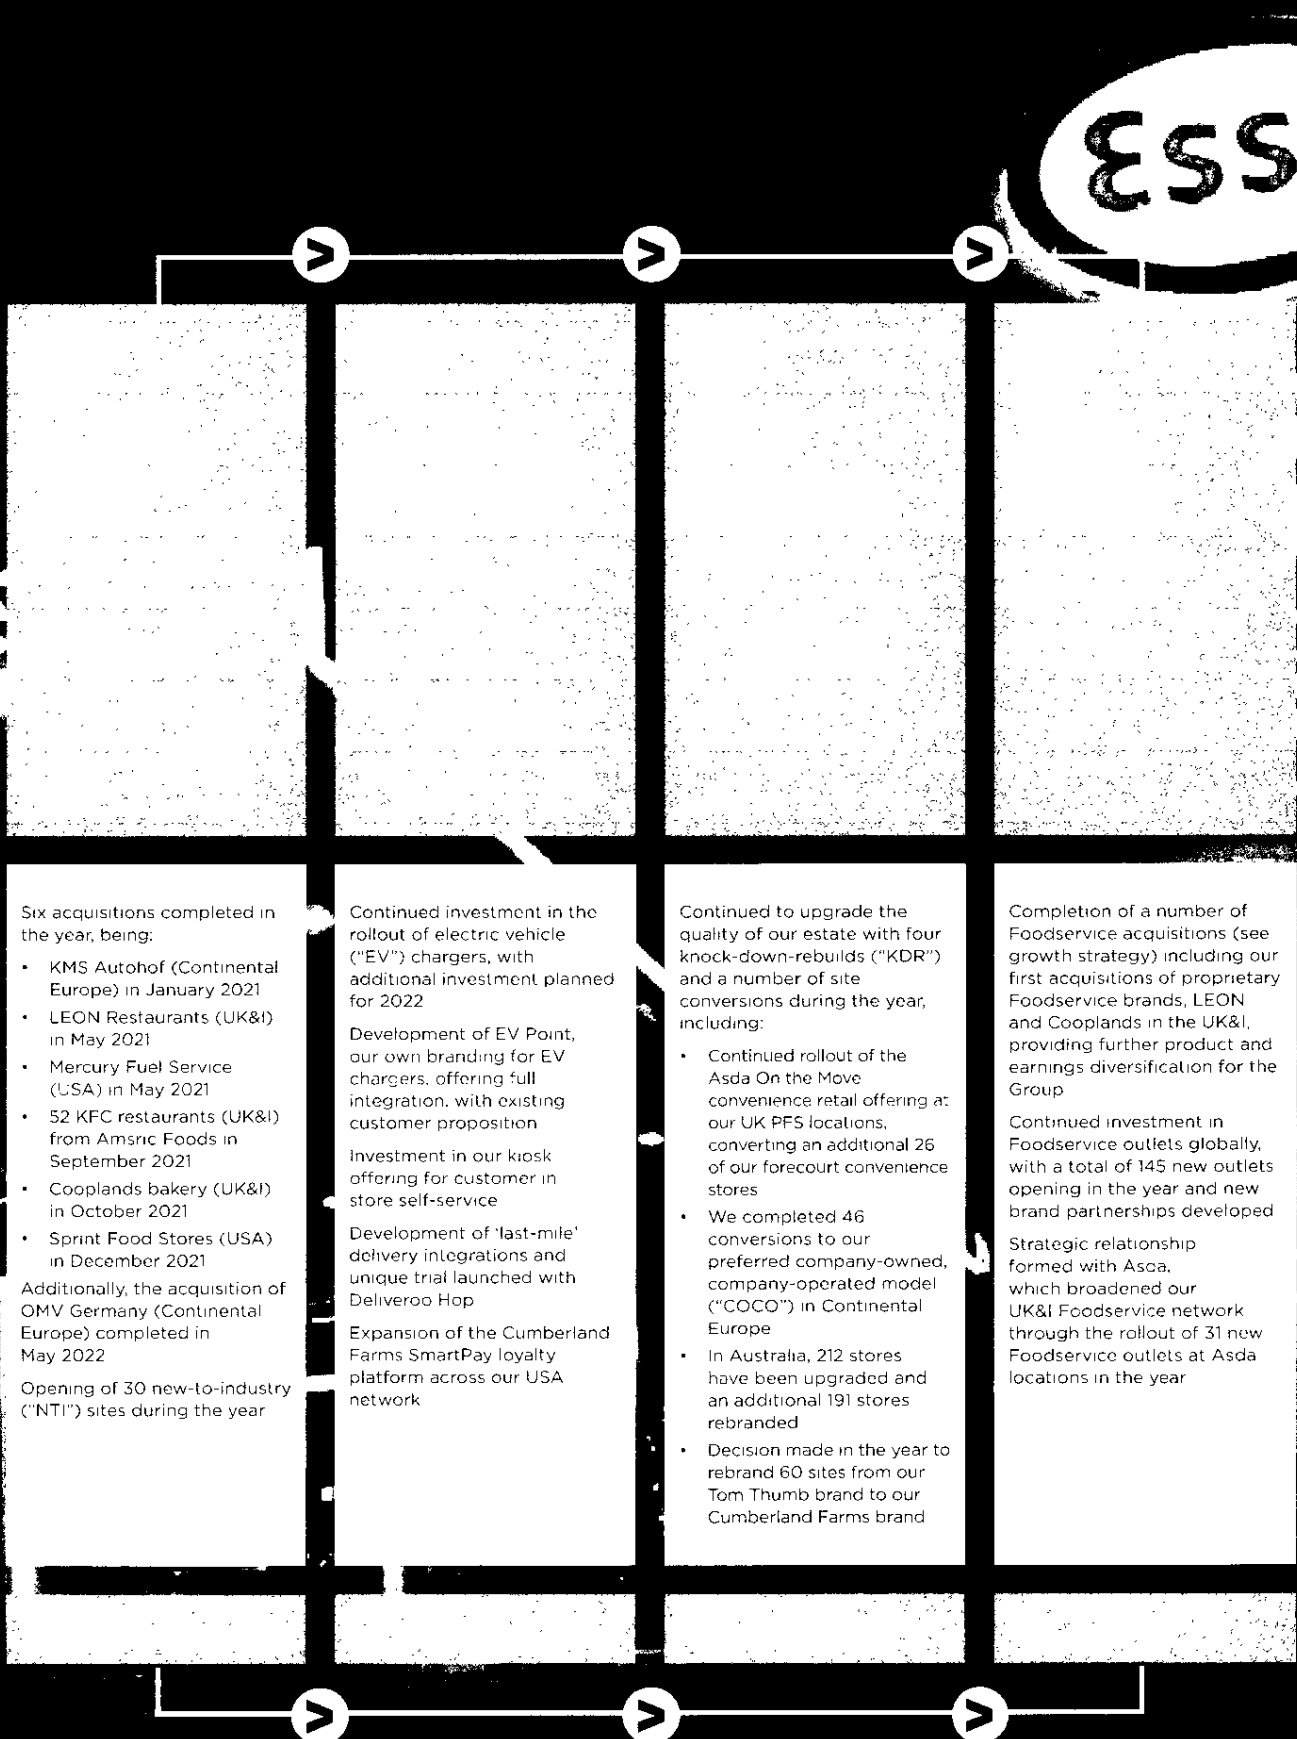 ESS
Six acquisitions completed in
the year, being:
• KMS Autohof (Continental
Europe) in January 2021
• LEON Restaurants (UK&I)
in May 2021
• Mercury Fuel Service
(USA) in May 2021
• 52 KFC restaurants (UK&I)
from Amsric Foods in
September 2021
• Cooplands bakery (UK&I)
in October 2021
• Sprint Food Stores (USA)
in December 2021
Additionally, the acquisition of
OMV Germany (Continental
Europe) completed in
May 2022
Opening of 30 new-to-industry
("NTI") sites during the year
Continued investment in the
rollout of electric vehicle
("EV") chargers, with
additional investment planned
for 2022
Development of EV Point,
our own branding for EV
chargers, offering full
integration, with existing
customer proposition
Investment in our kiosk
offering for customer in
store self-service
Development of 'last-mile'
delivery integrations and
unique trial launched with
Deliveroo Hop
Expansion of the Cumberland
Farms SmartPay loyalty
platform across our USA
network
Continued to upgrade the
quality of our estate with four
knock-down-rebuilds ("KDR")
and a number of site
conversions during the year,
including:
• Continued rollout of the
Asda On the Move
convenience retail offering at
our UK PFS locations,
converting an additional 26
of our forecourt convenience
stores
• We completed 46
conversions to our
preferred company-owned,
company-operated model
("COCO") in Continental
Europe
• In Australia, 212 stores
have been upgraded and
an additional 191 stores
rebranded
• Decision made in the year to
rebrand 60 sites from our
Tom Thumb brand to our
Cumberland Farms brand
Completion of a number of
Foodservice acquisitions (see
growth strategy) including our
first acquisitions of proprietary
Foodservice brands, LEON
and Cooplands in the UK&I,
providing further product and
earnings diversification for the
Group
Continued investment in
Foodservice outlets globally,
with a total of 145 new outlets
opening in the year and new
brand partnerships developed
Strategic relationship
formed with Asda,
which broadened our
UK&I Foodservice network
through the rollout of 31 new
Foodservice outlets at Asda
locations in the year